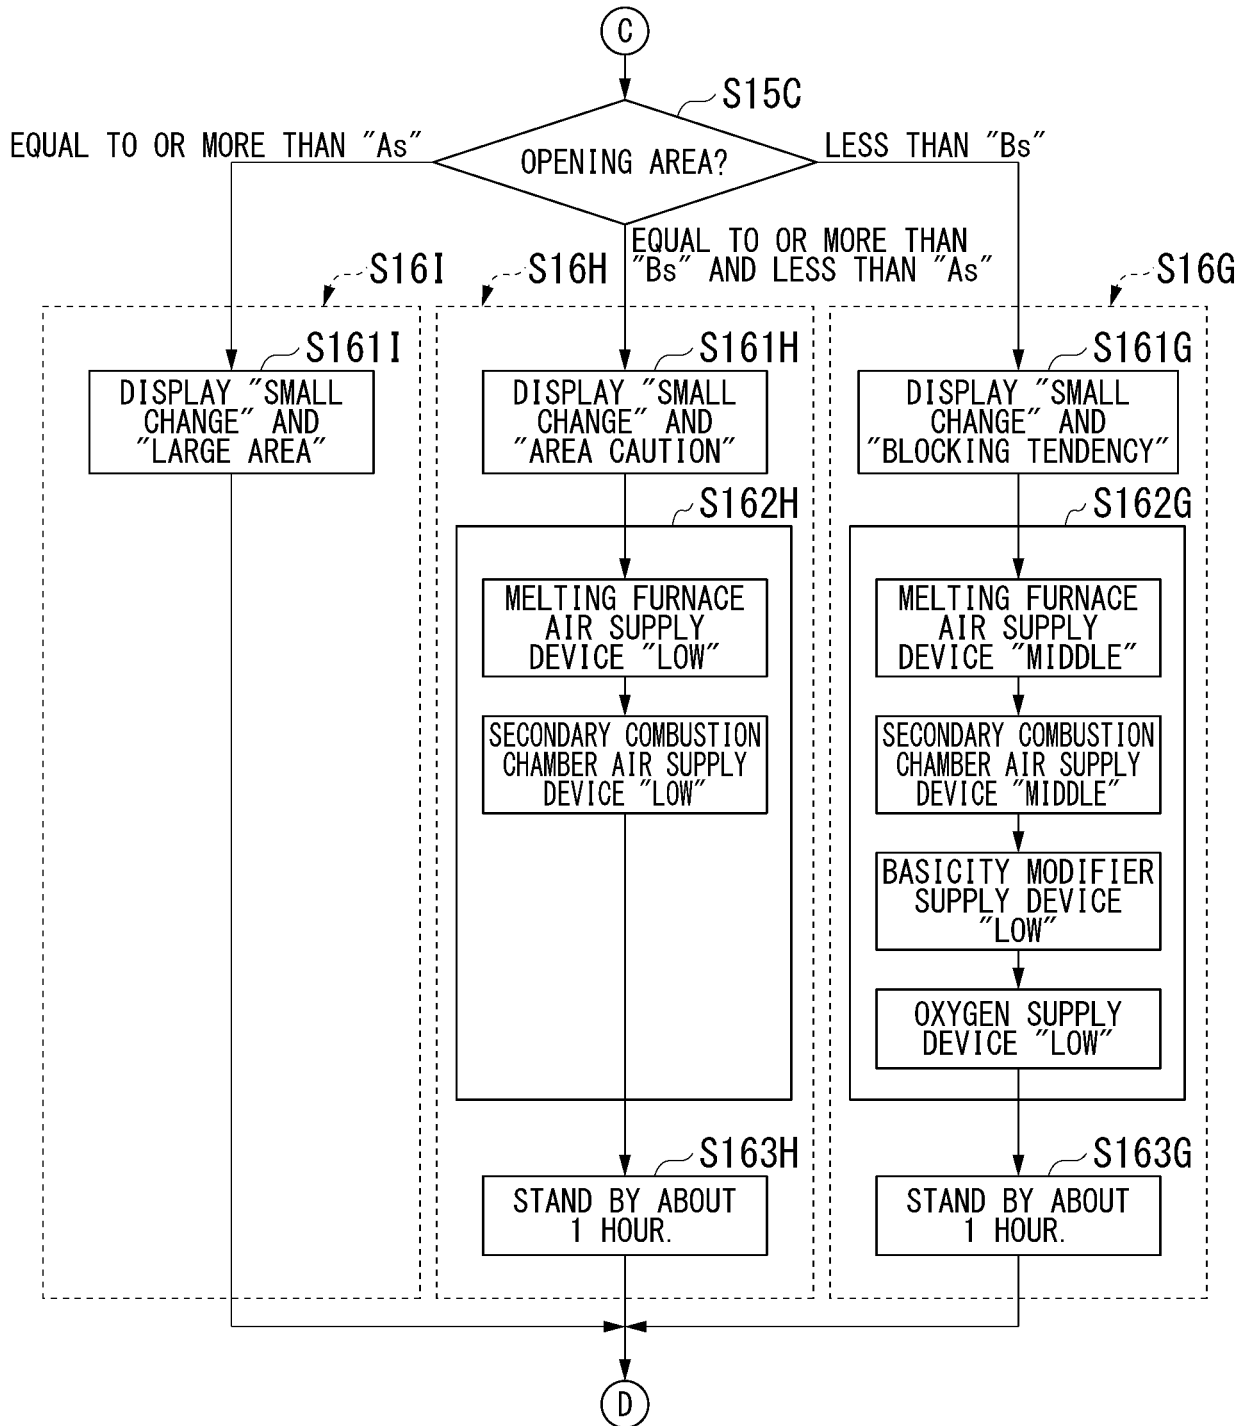 C
S15C
EQUAL TO OR MORE THAN "As"
OPENING AREA?
LESS THAN "Bs"
EQUAL TO OR MORE THAN
"Bs" AND LESS THAN "As"
S16I
S16H
S16G
S161I
DISPLAY "SMALL
CHANGE" AND
"LARGE AREA"
S161H
DISPLAY "SMALL
CHANGE" AND
"AREA CAUTION"
S161G
DISPLAY "SMALL
CHANGE" AND
"BLOCKING TENDENCY"
S162H
MELTING FURNACE
AIR SUPPLY
DEVICE "LOW"
SECONDARY COMBUSTION
CHAMBER AIR SUPPLY
DEVICE "LOW"
S162G
MELTING FURNACE
AIR SUPPLY
DEVICE "MIDDLE"
SECONDARY COMBUSTION
CHAMBER AIR SUPPLY
DEVICE "MIDDLE"
BASICITY MODIFIER
SUPPLY DEVICE
"LOW"
OXYGEN SUPPLY
DEVICE "LOW"
S163H
STAND BY ABOUT
1 HOUR.
S163G
STAND BY ABOUT
1 HOUR.
D